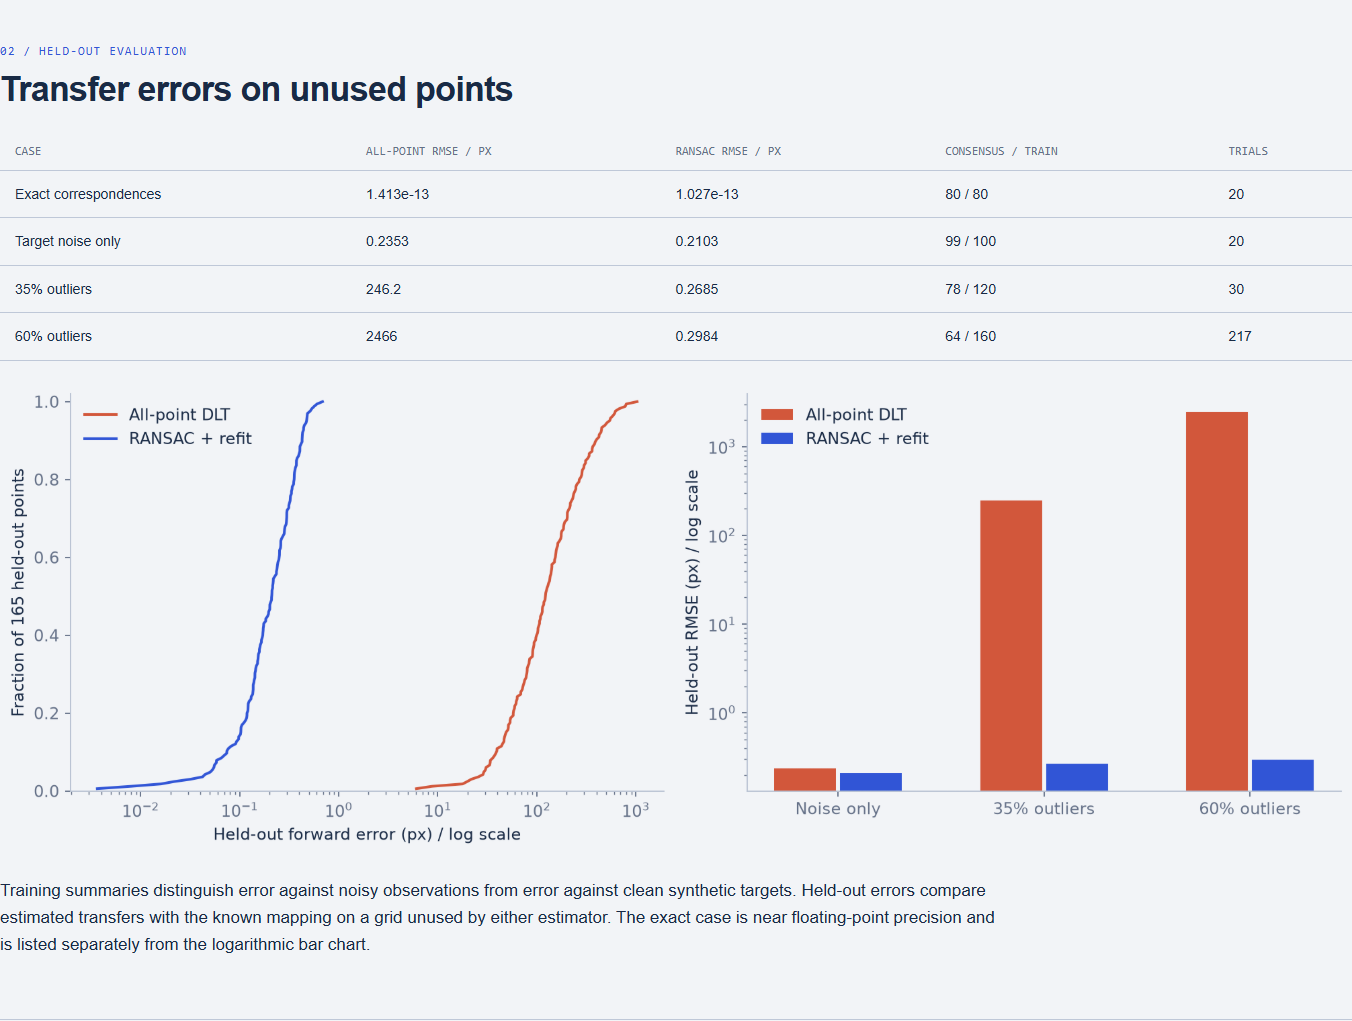 02 / HELD-OUT EVALUATION
Transfer errors on unused points
CASE ALL-POINT RMSE / PX RANSAC RMSE / PX CONSENSUS / TRAIN TRIALS
Exact correspondences 1.413e-13 1.027e-13 80 / 80 20
Target noise only 0.2353 0.2103 99 / 100 20
35% outliers 246.2 0.2685 78 / 120 30
60% outliers 2466 0.2984 64 / 160 217
All-point DLT
RANSAC + refit
Fraction of 165 held-out points
1.0
0.8
0.6
0.4
0.2
0.0
10⁻² 10⁻¹ 10⁰ 10¹ 10² 10³
Held-out forward error (px) / log scale
All-point DLT
RANSAC + refit
Held-out RMSE (px) / log scale
10³
10²
10¹
10⁰
Noise only 35% outliers 60% outliers
Training summaries distinguish error against noisy observations from error against clean synthetic targets. Held-out errors compare
estimated transfers with the known mapping on a grid unused by either estimator. The exact case is near floating-point precision and
is listed separately from the logarithmic bar chart.